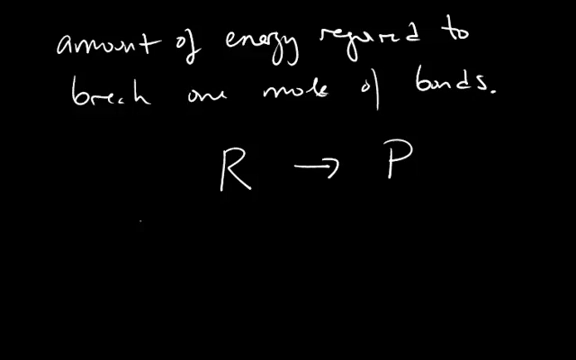 amount of energy required to
break one mole of bonds.
R → P